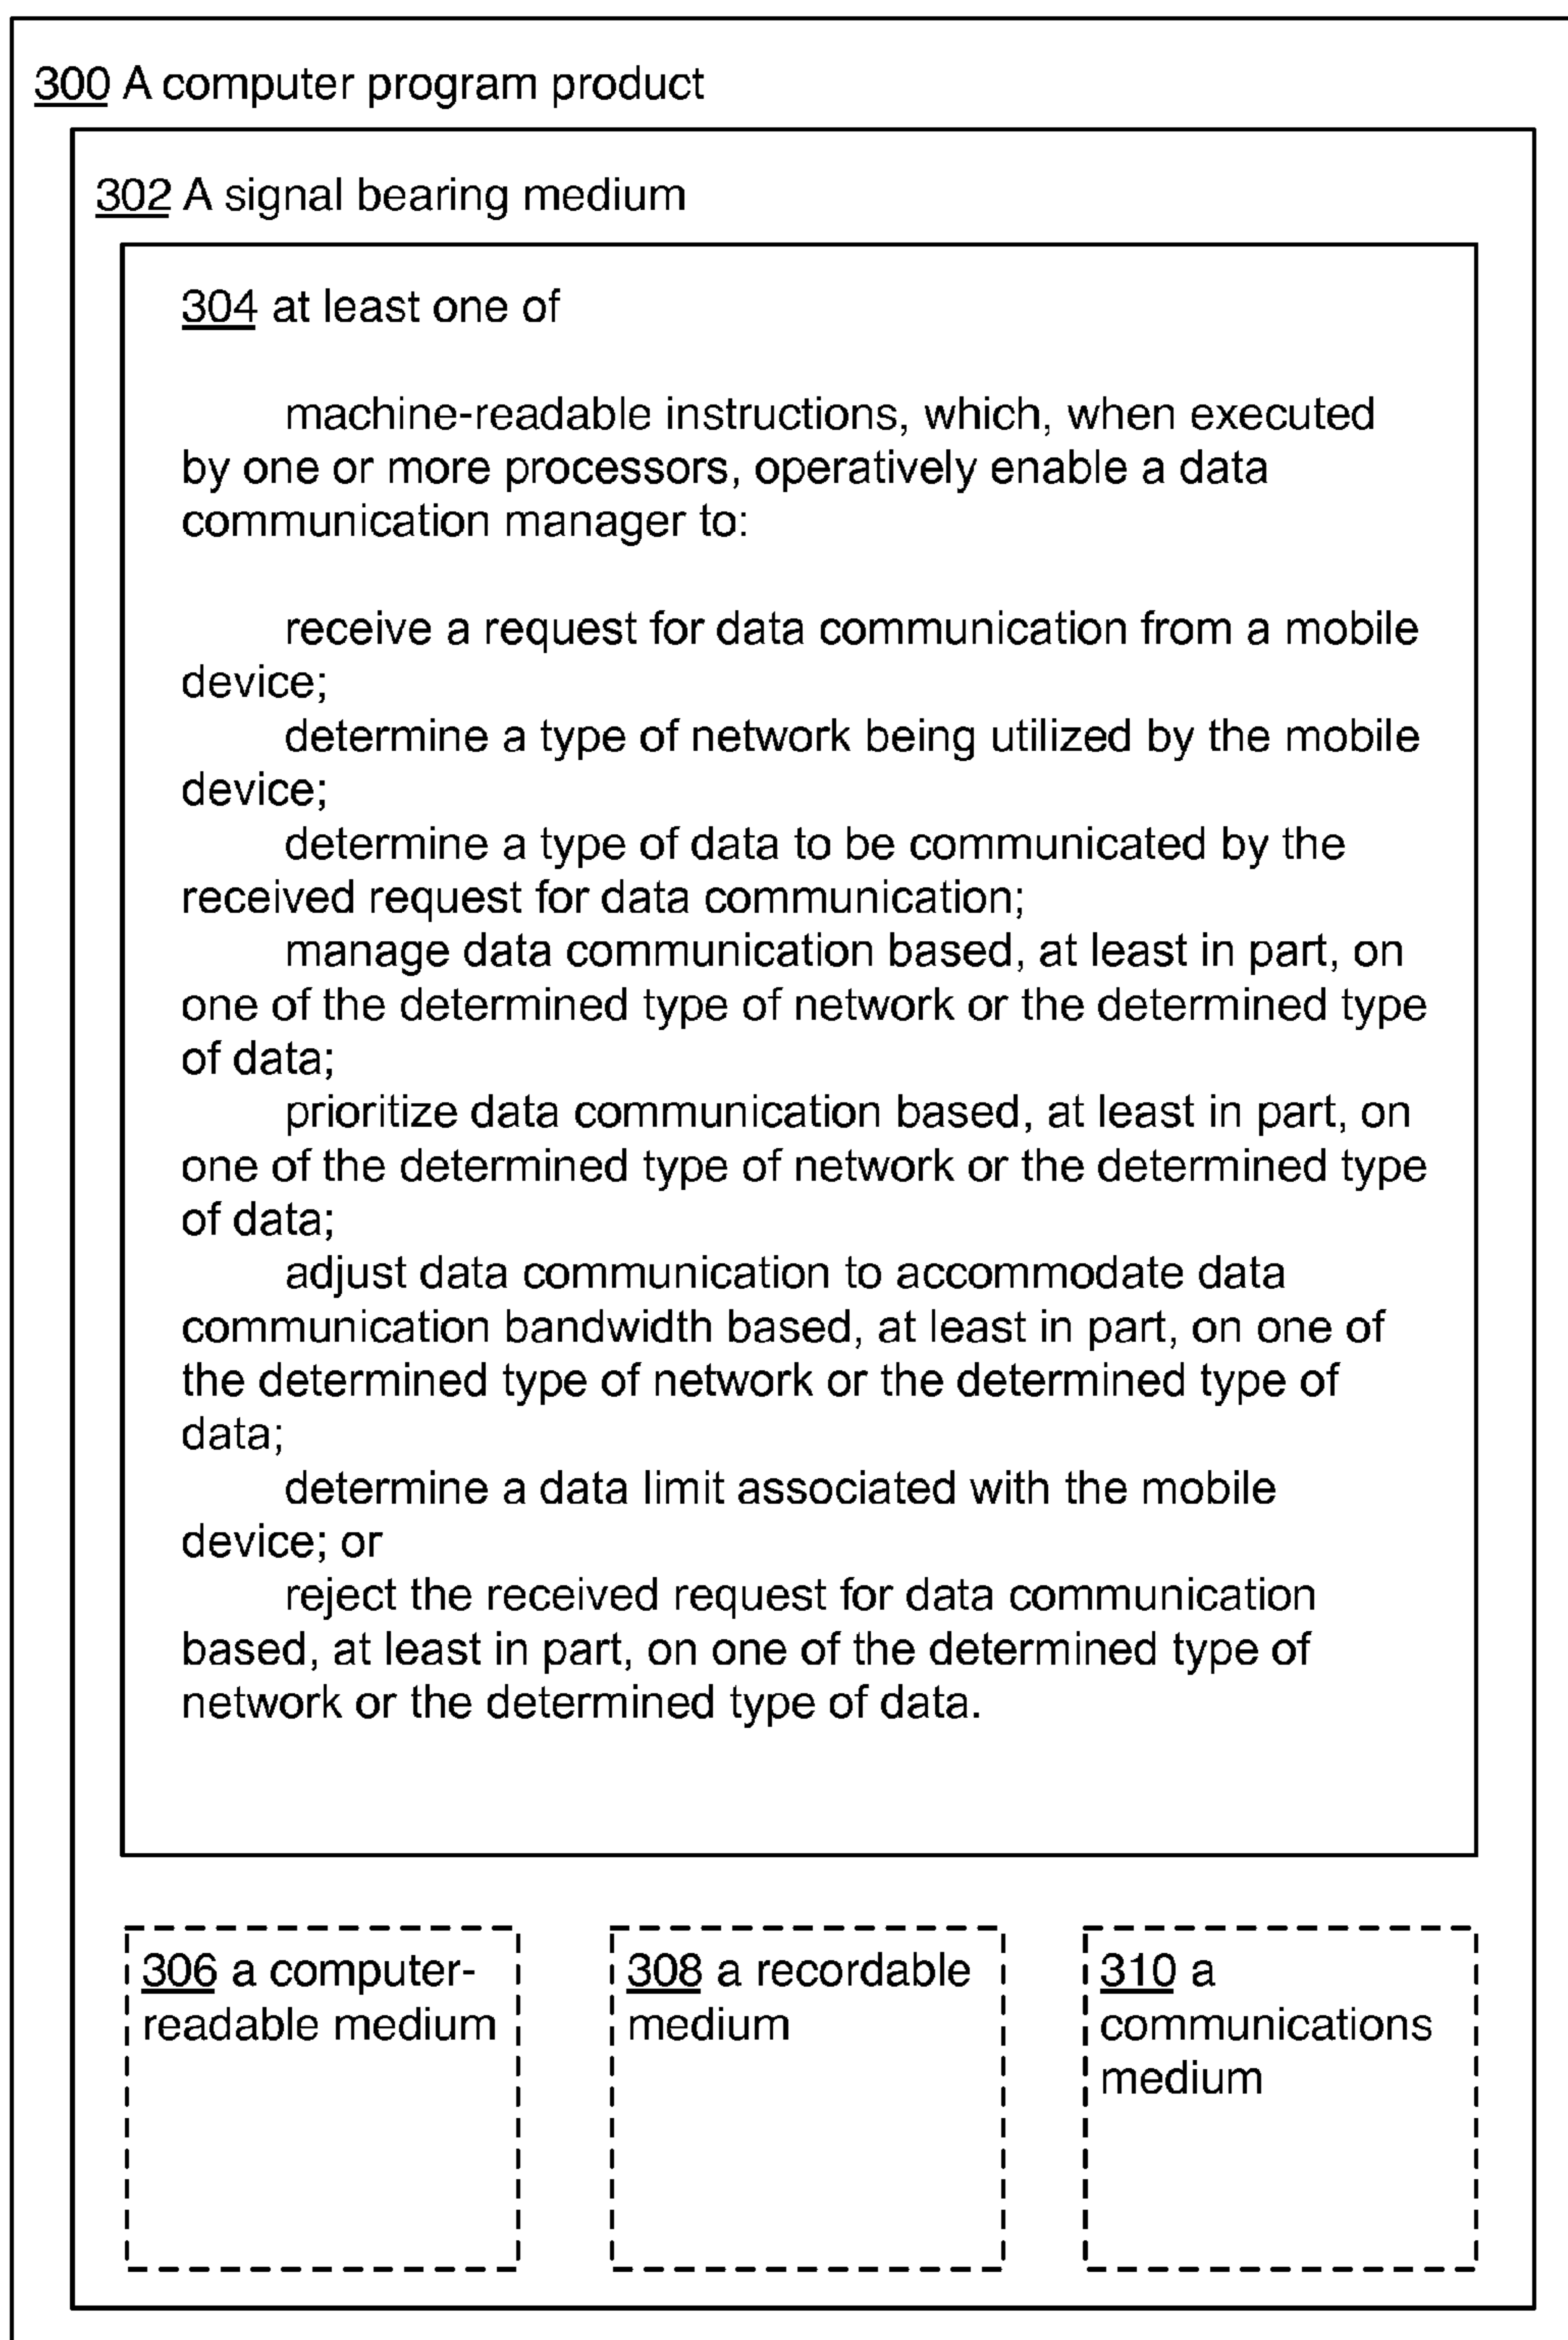 300 A computer program product
302 A signal bearing medium
304 at least one of
machine-readable instructions, which, when executed
by one or more processors, operatively enable a data
communication manager to:
receive a request for data communication from a mobile
device;
determine a type of network being utilized by the mobile
device;
determine a type of data to be communicated by the
received request for data communication;
manage data communication based, at least in part, on
one of the determined type of network or the determined type
of data;
prioritize data communication based, at least in part, on
one of the determined type of network or the determined type
of data;
adjust data communication to accommodate data
communication bandwidth based, at least in part, on one of
the determined type of network or the determined type of
data;
determine a data limit associated with the mobile
device; or
reject the received request for data communication
based, at least in part, on one of the determined type of
network or the determined type of data.
306 a computer-
readable medium
308 a recordable
medium
310 a
communications
medium